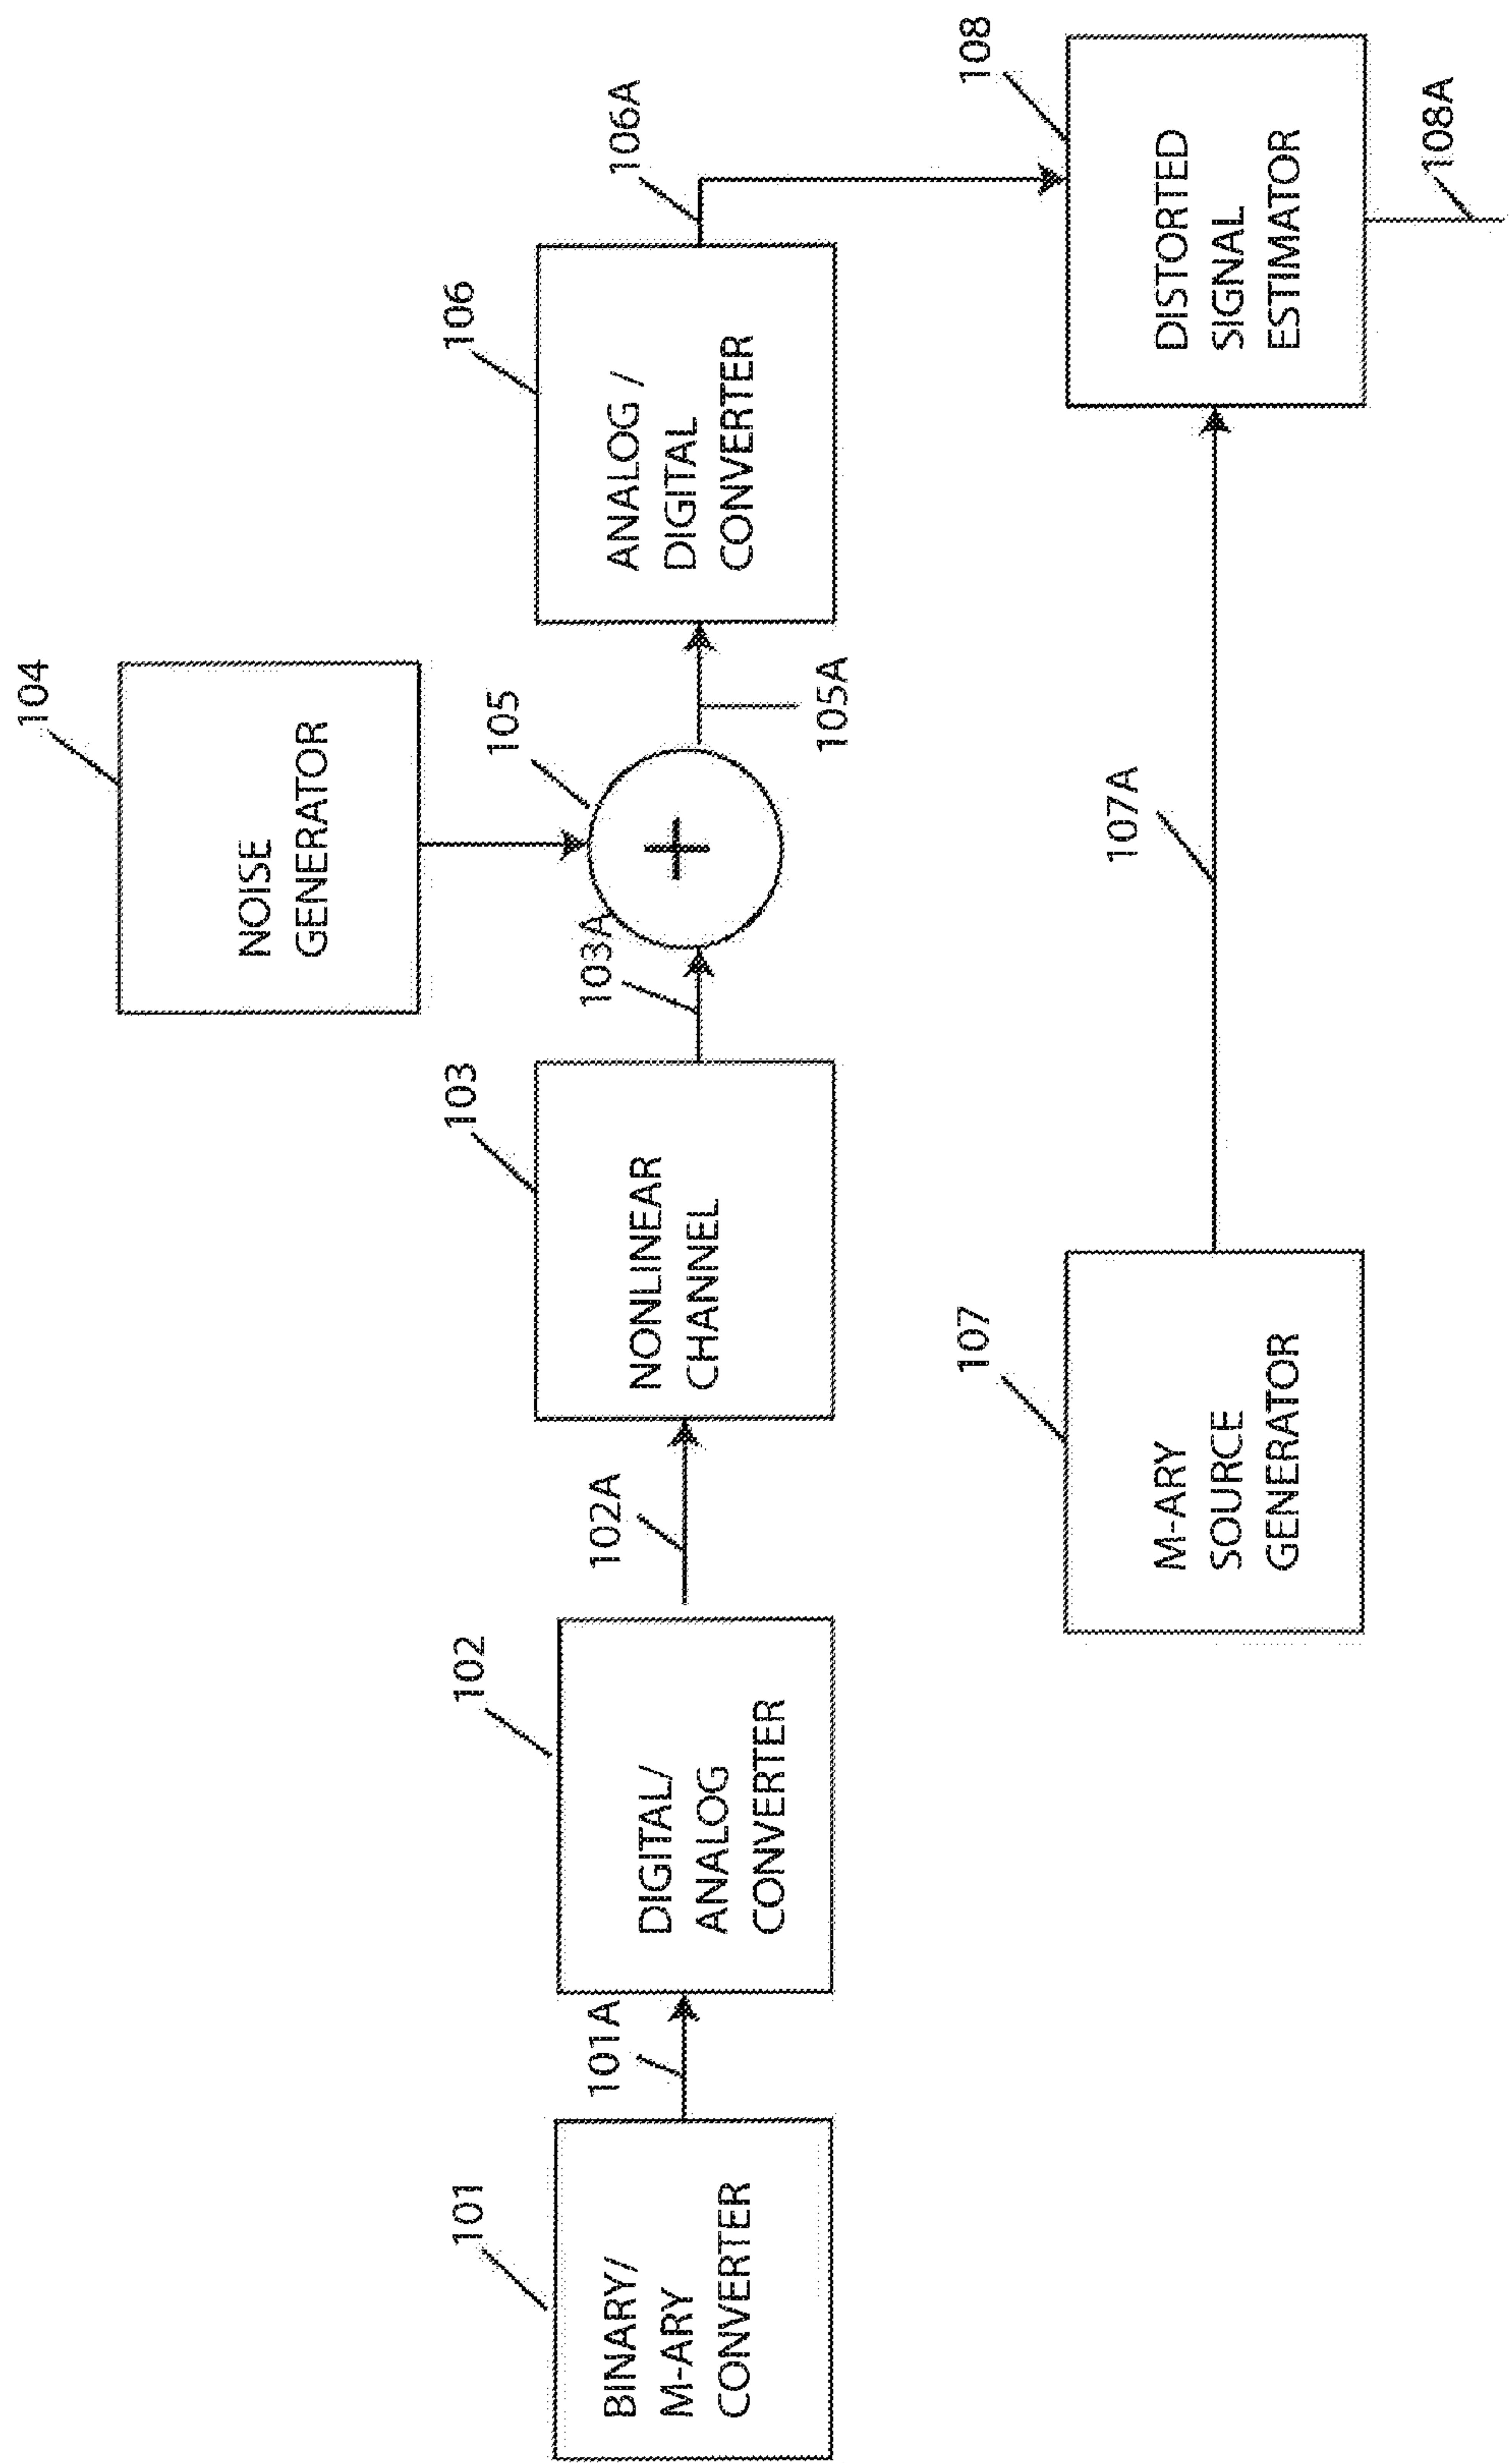 104
NOISE
GENERATOR
101
BINARY/
M-ARY
CONVERTER
101A
102
DIGITAL/
ANALOG
CONVERTER
102A
103
NONLINEAR
CHANNEL
103A
105
+
105A
106
ANALOG /
DIGITAL
CONVERTER
106A
107
M-ARY
SOURCE
GENERATOR
107A
108
DISTORTED
SIGNAL
ESTIMATOR
108A